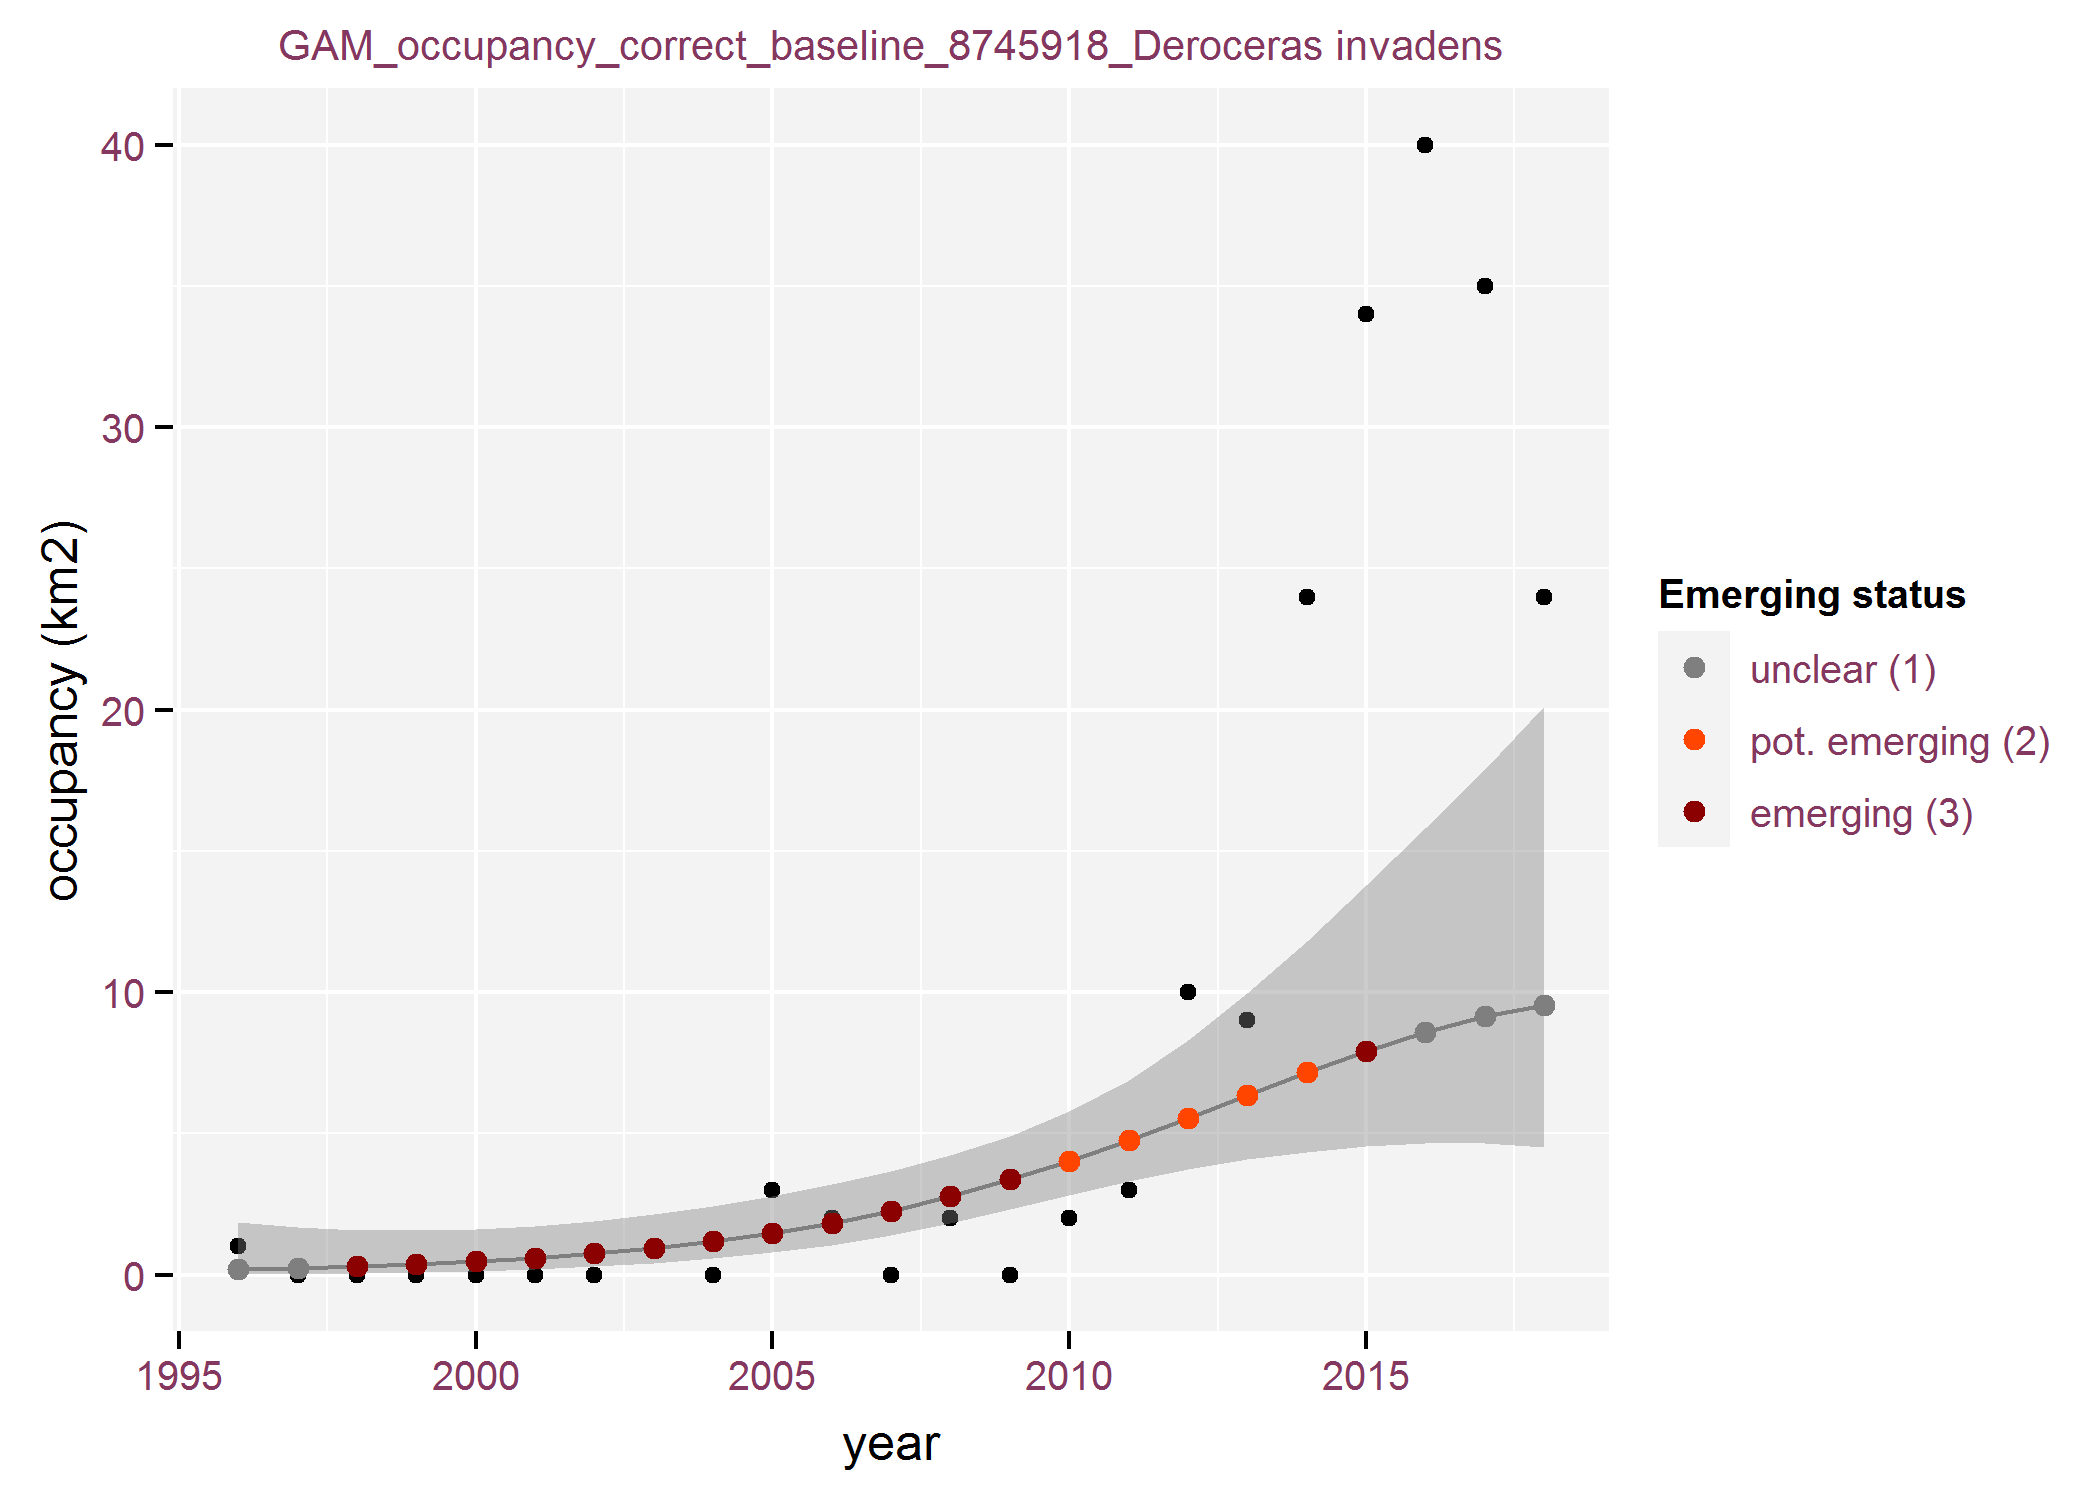 GAM_occupancy_correct_baseline_8745918_Deroceras invadens
occupancy (km2)
40
30
20
10
0
1995 2000 2005 2010 2015
year
Emerging status
unclear (1)
pot. emerging (2)
emerging (3)